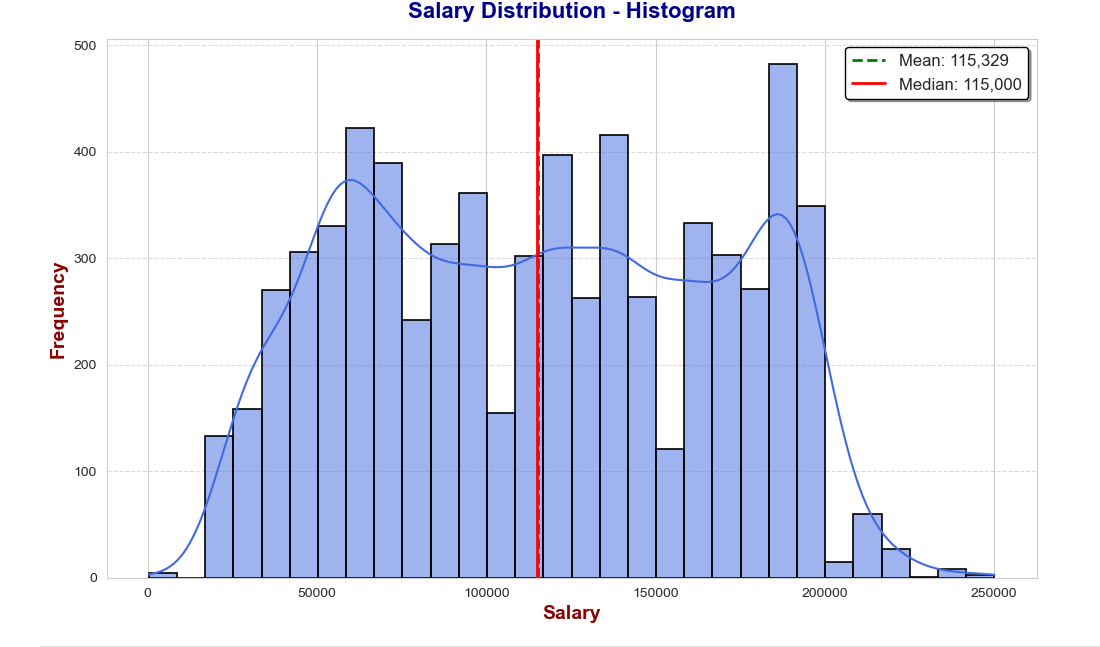 Salary Distribution - Histogram
Mean: 115,329
Median: 115,000
Frequency
500
400
300
200
100
0
0 50000 100000 150000 200000 250000
Salary